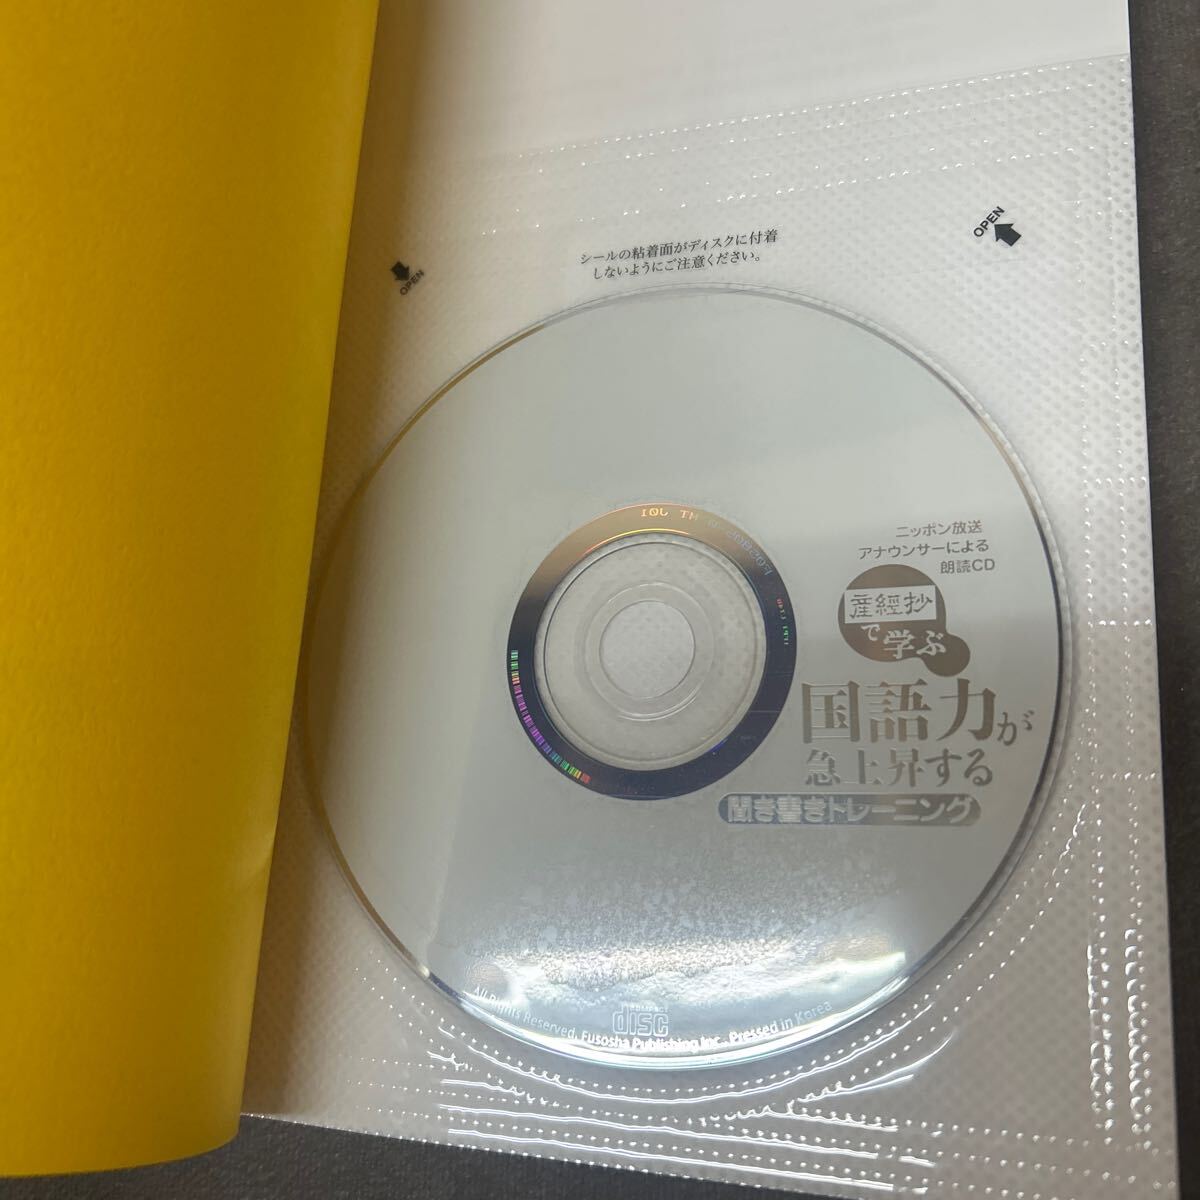 OPEN
OPEN
シールの粘着面がディスクに付着
しないようにご注意ください。
ニッポン放送
アナウンサーによる
朗読CD
産経抄
で学ぶ
国語力が
急上昇する
聞き書きトレーニング
COMPACT
disc
All Rights Reserved, Fusosha Publishing Inc., Pressed in Korea